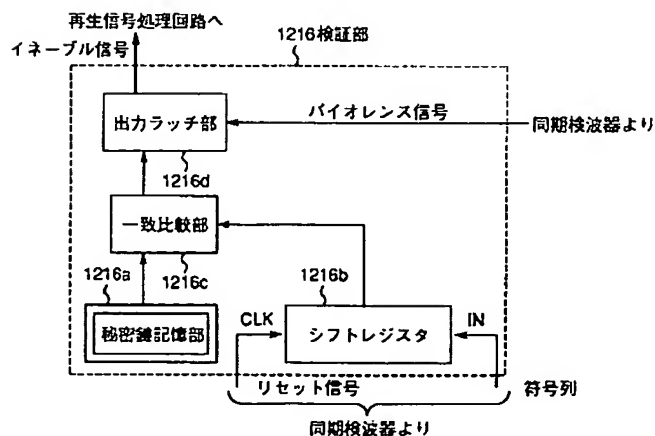 再生信号処理回路へ
イネーブル信号
1216検証部
出力ラッチ部
バイオレンス信号
同期検波器より
1216d
一致比較部
1216a
1216c
1216b
秘密鍵記憶部
CLK
シフトレジスタ
IN
リセット信号
符号列
同期検波器より